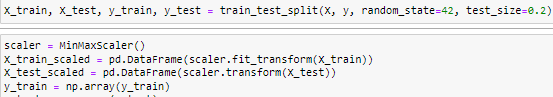 X_train, X_test, y_train, y_test = train_test_split(X, y, random_state=42, test_size=0.2)
scaler = MinMaxScaler()
X_train_scaled = pd.DataFrame(scaler.fit_transform(X_train))
X_test_scaled = pd.DataFrame(scaler.transform(X_test))
y_train = np.array(y_train)